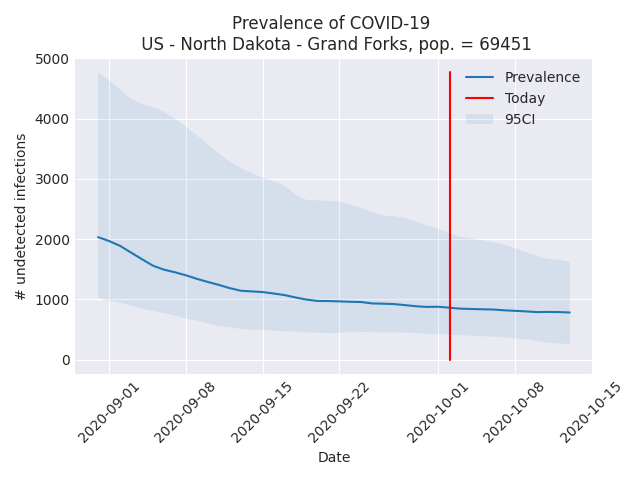 Prevalence of COVID-19
US - North Dakota - Grand Forks, pop. = 69451
5000
4000
3000
2000
1000
0
# undetected infections
Prevalence
Today
95CI
2020-09-01
2020-09-08
2020-09-15
2020-09-22
2020-10-01
2020-10-08
2020-10-15
Date